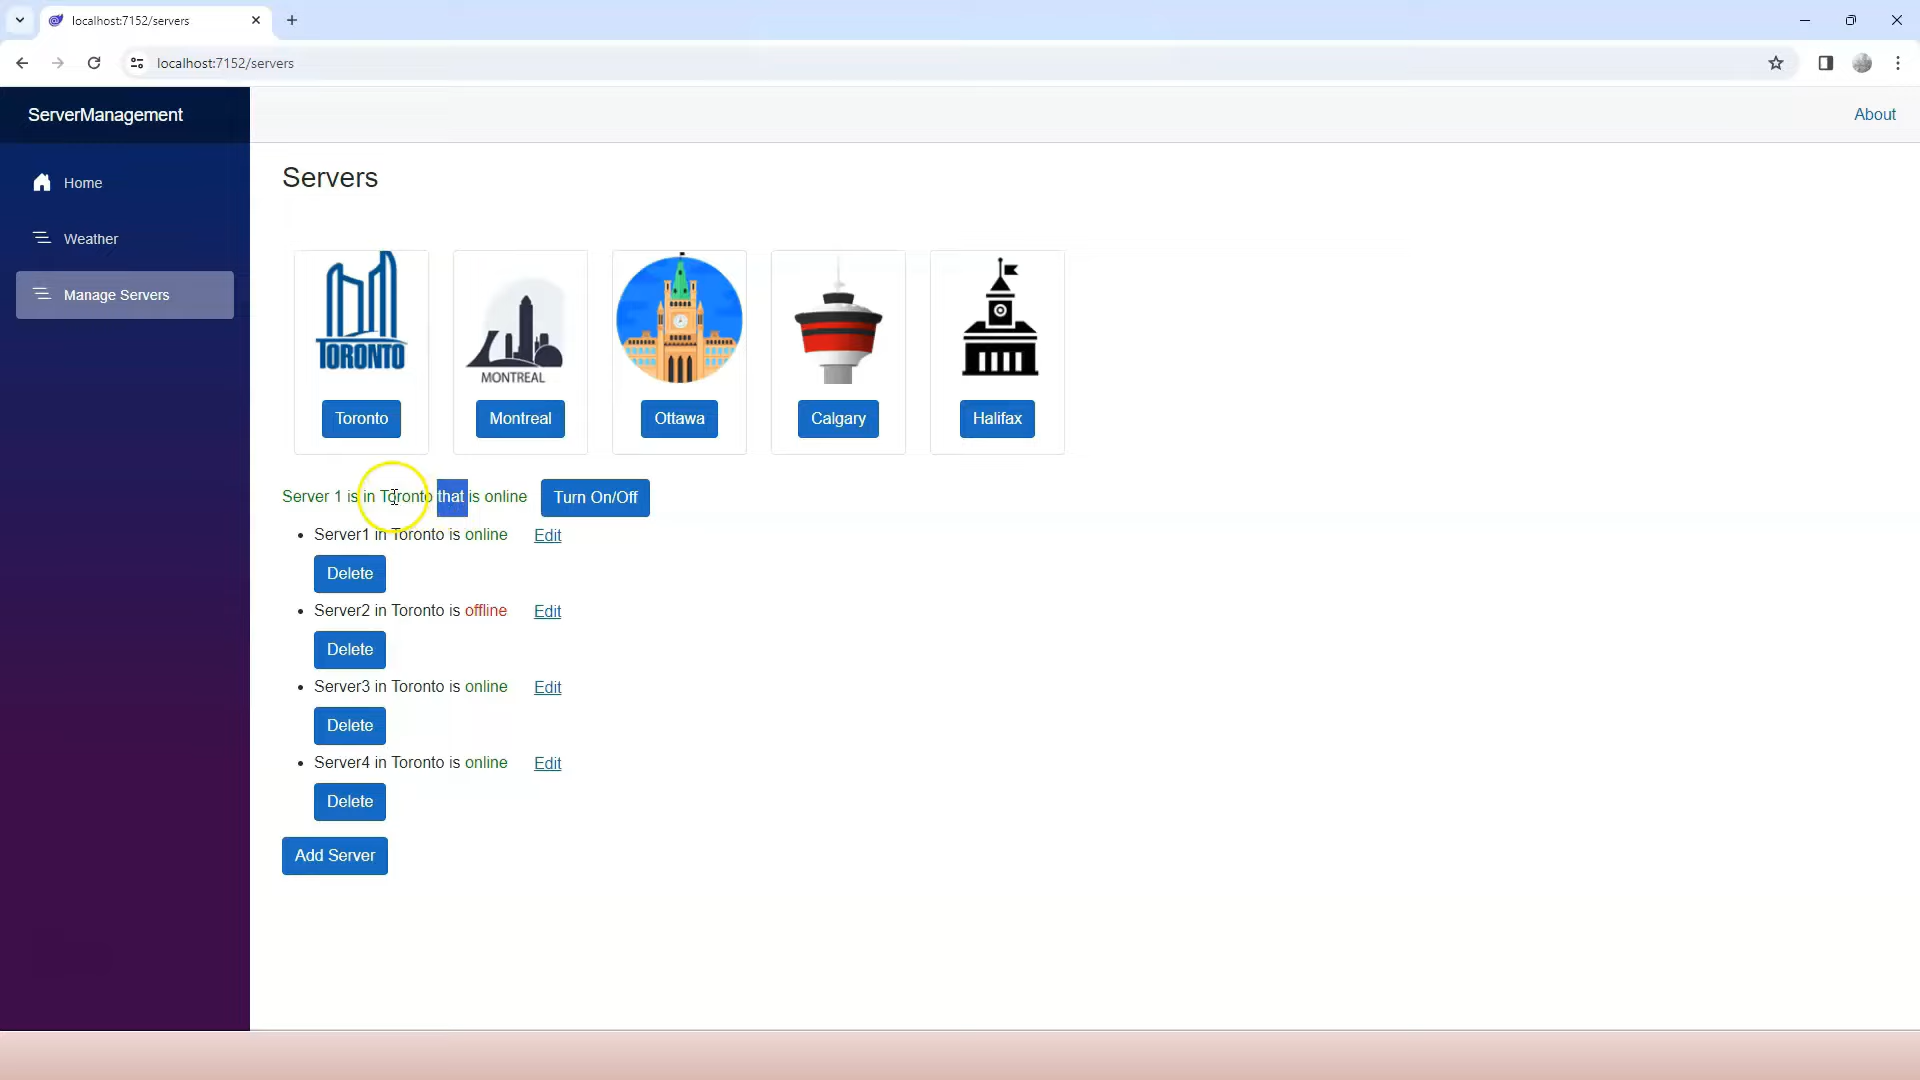 localhost:7152/servers
localhost:7152/servers
ServerManagement
About
Home
Weather
Manage Servers
Servers
TORONTO
MONTREAL
Toronto
Montreal
Ottawa
Calgary
Halifax
Server 1 is in Toronto that is online Turn On/Off
Server1 in Toronto is online Edit
Delete
Server2 in Toronto is offline Edit
Delete
Server3 in Toronto is online Edit
Delete
Server4 in Toronto is online Edit
Delete
Add Server